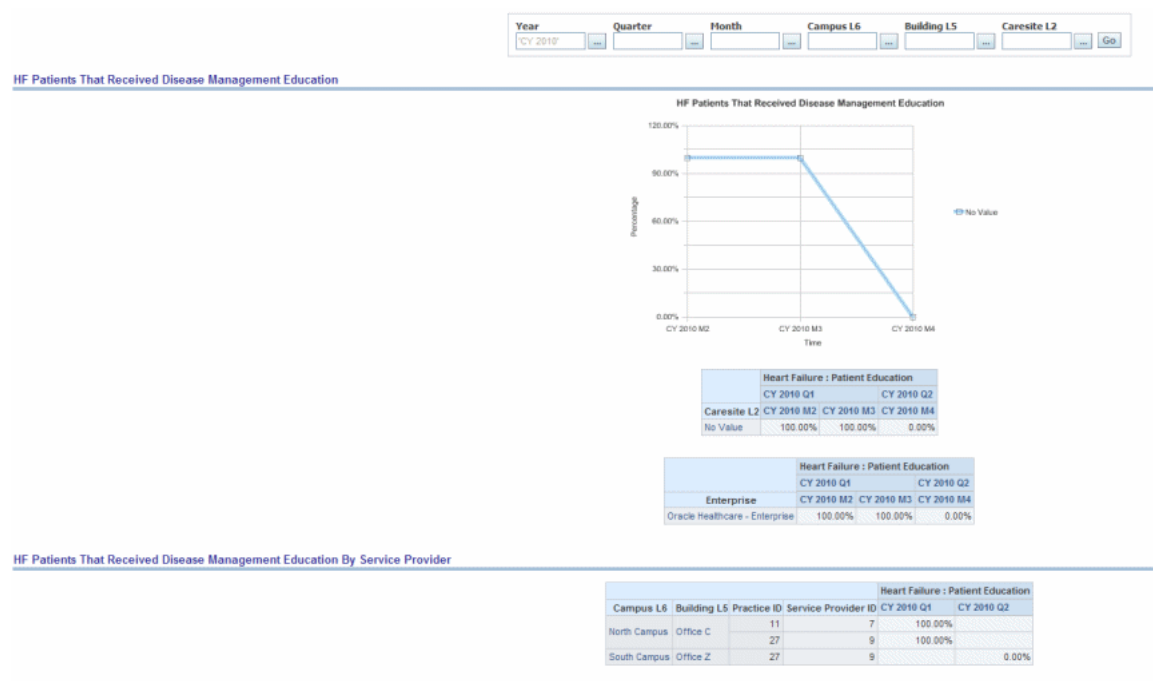 Year Quarter Month Campus L6 Building L5 Caresite L2
'CY 2010' ... ... ... ... ... ... Go
HF Patients That Received Disease Management Education
HF Patients That Received Disease Management Education
120.00%
90.00%
60.00%
30.00%
0.00%
Percentage
No Value
CY 2010 M2 CY 2010 M3 CY 2010 M4
Time
Heart Failure : Patient Education
CY 2010 Q1 CY 2010 Q2
Caresite L2 CY 2010 M2 CY 2010 M3 CY 2010 M4
No Value 100.00% 100.00% 0.00%
Heart Failure : Patient Education
CY 2010 Q1 CY 2010 Q2
Enterprise CY 2010 M2 CY 2010 M3 CY 2010 M4
Oracle Healthcare - Enterprise 100.00% 100.00% 0.00%
HF Patients That Received Disease Management Education By Service Provider
Heart Failure : Patient Education
Campus L6 Building L5 Practice ID Service Provider ID CY 2010 Q1 CY 2010 Q2
North Campus Office C 11 7 100.00%
27 9 100.00%
South Campus Office Z 27 9 0.00%